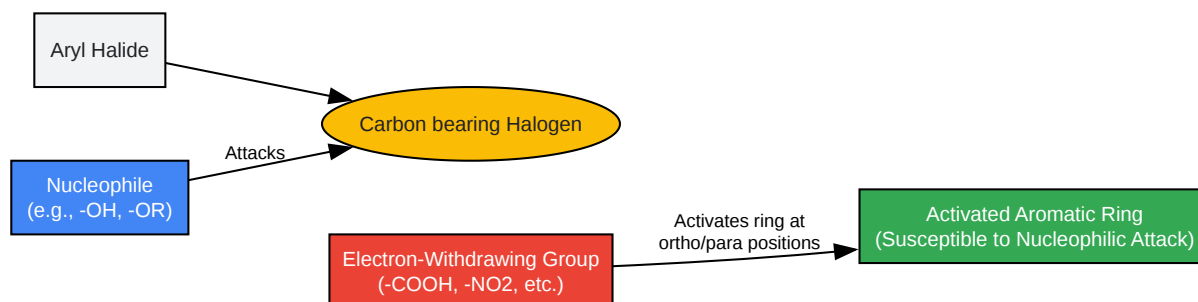 Aryl Halide
Carbon bearing Halogen
Attacks
Nucleophile
(e.g., -OH, -OR)
Activates ring at
ortho/para positions
Electron-Withdrawing Group
(-COOH, -NO2, etc.)
Activated Aromatic Ring
(Susceptible to Nucleophilic Attack)